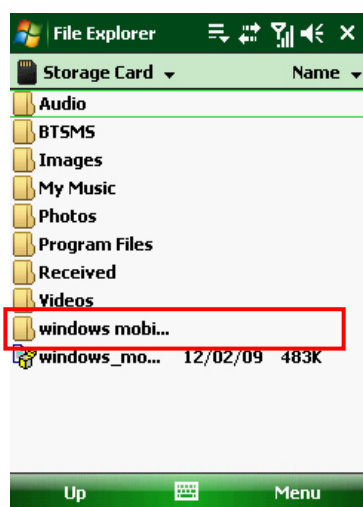 File Explorer
Storage Card Name
Audio
BTSMS
Images
My Music
Photos
Program Files
Received
Videos
windows mobi...
windows_mo... 12/02/09 483K
Up Menu